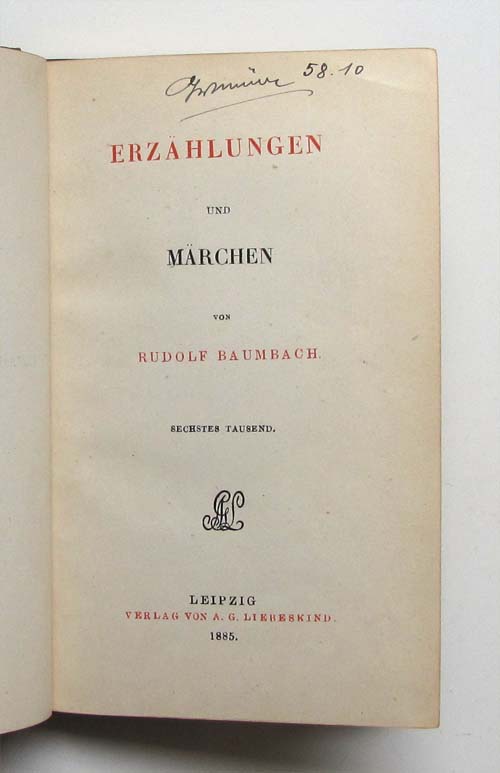 58.10
ERZÄHLUNGEN
UND
MÄRCHEN
VON
RUDOLF BAUMBACH.
SECHSTES TAUSEND.
LEIPZIG
VERLAG VON A. G. LIEBESKIND.
1885.